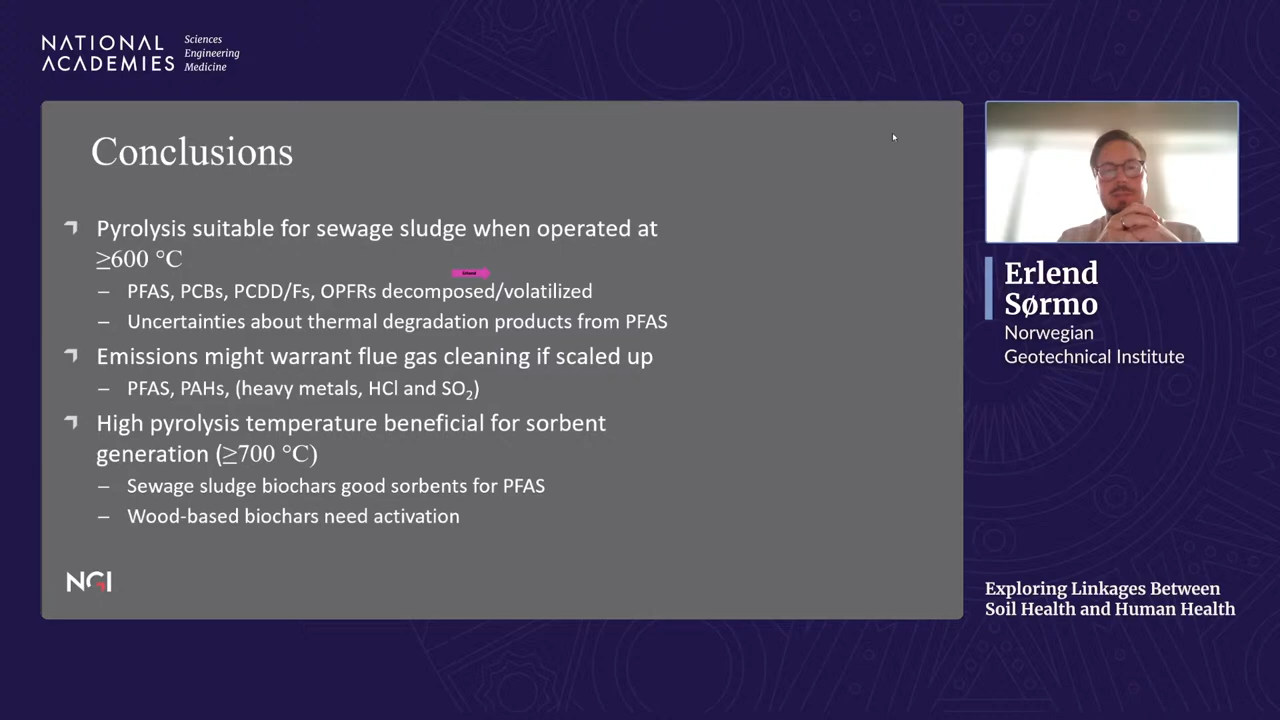 NATIONAL
ACADEMIES
Sciences
Engineering
Medicine
Conclusions
Pyrolysis suitable for sewage sludge when operated at
≥600 °C
– PFAS, PCBs, PCDD/Fs, OPFRs decomposed/volatilized
– Uncertainties about thermal degradation products from PFAS
Emissions might warrant flue gas cleaning if scaled up
– PFAS, PAHs, (heavy metals, HCl and SO₂)
High pyrolysis temperature beneficial for sorbent
generation (≥700 °C)
– Sewage sludge biochars good sorbents for PFAS
– Wood-based biochars need activation
NGI
Erlend
Sørmo
Norwegian
Geotechnical Institute
Exploring Linkages Between
Soil Health and Human Health